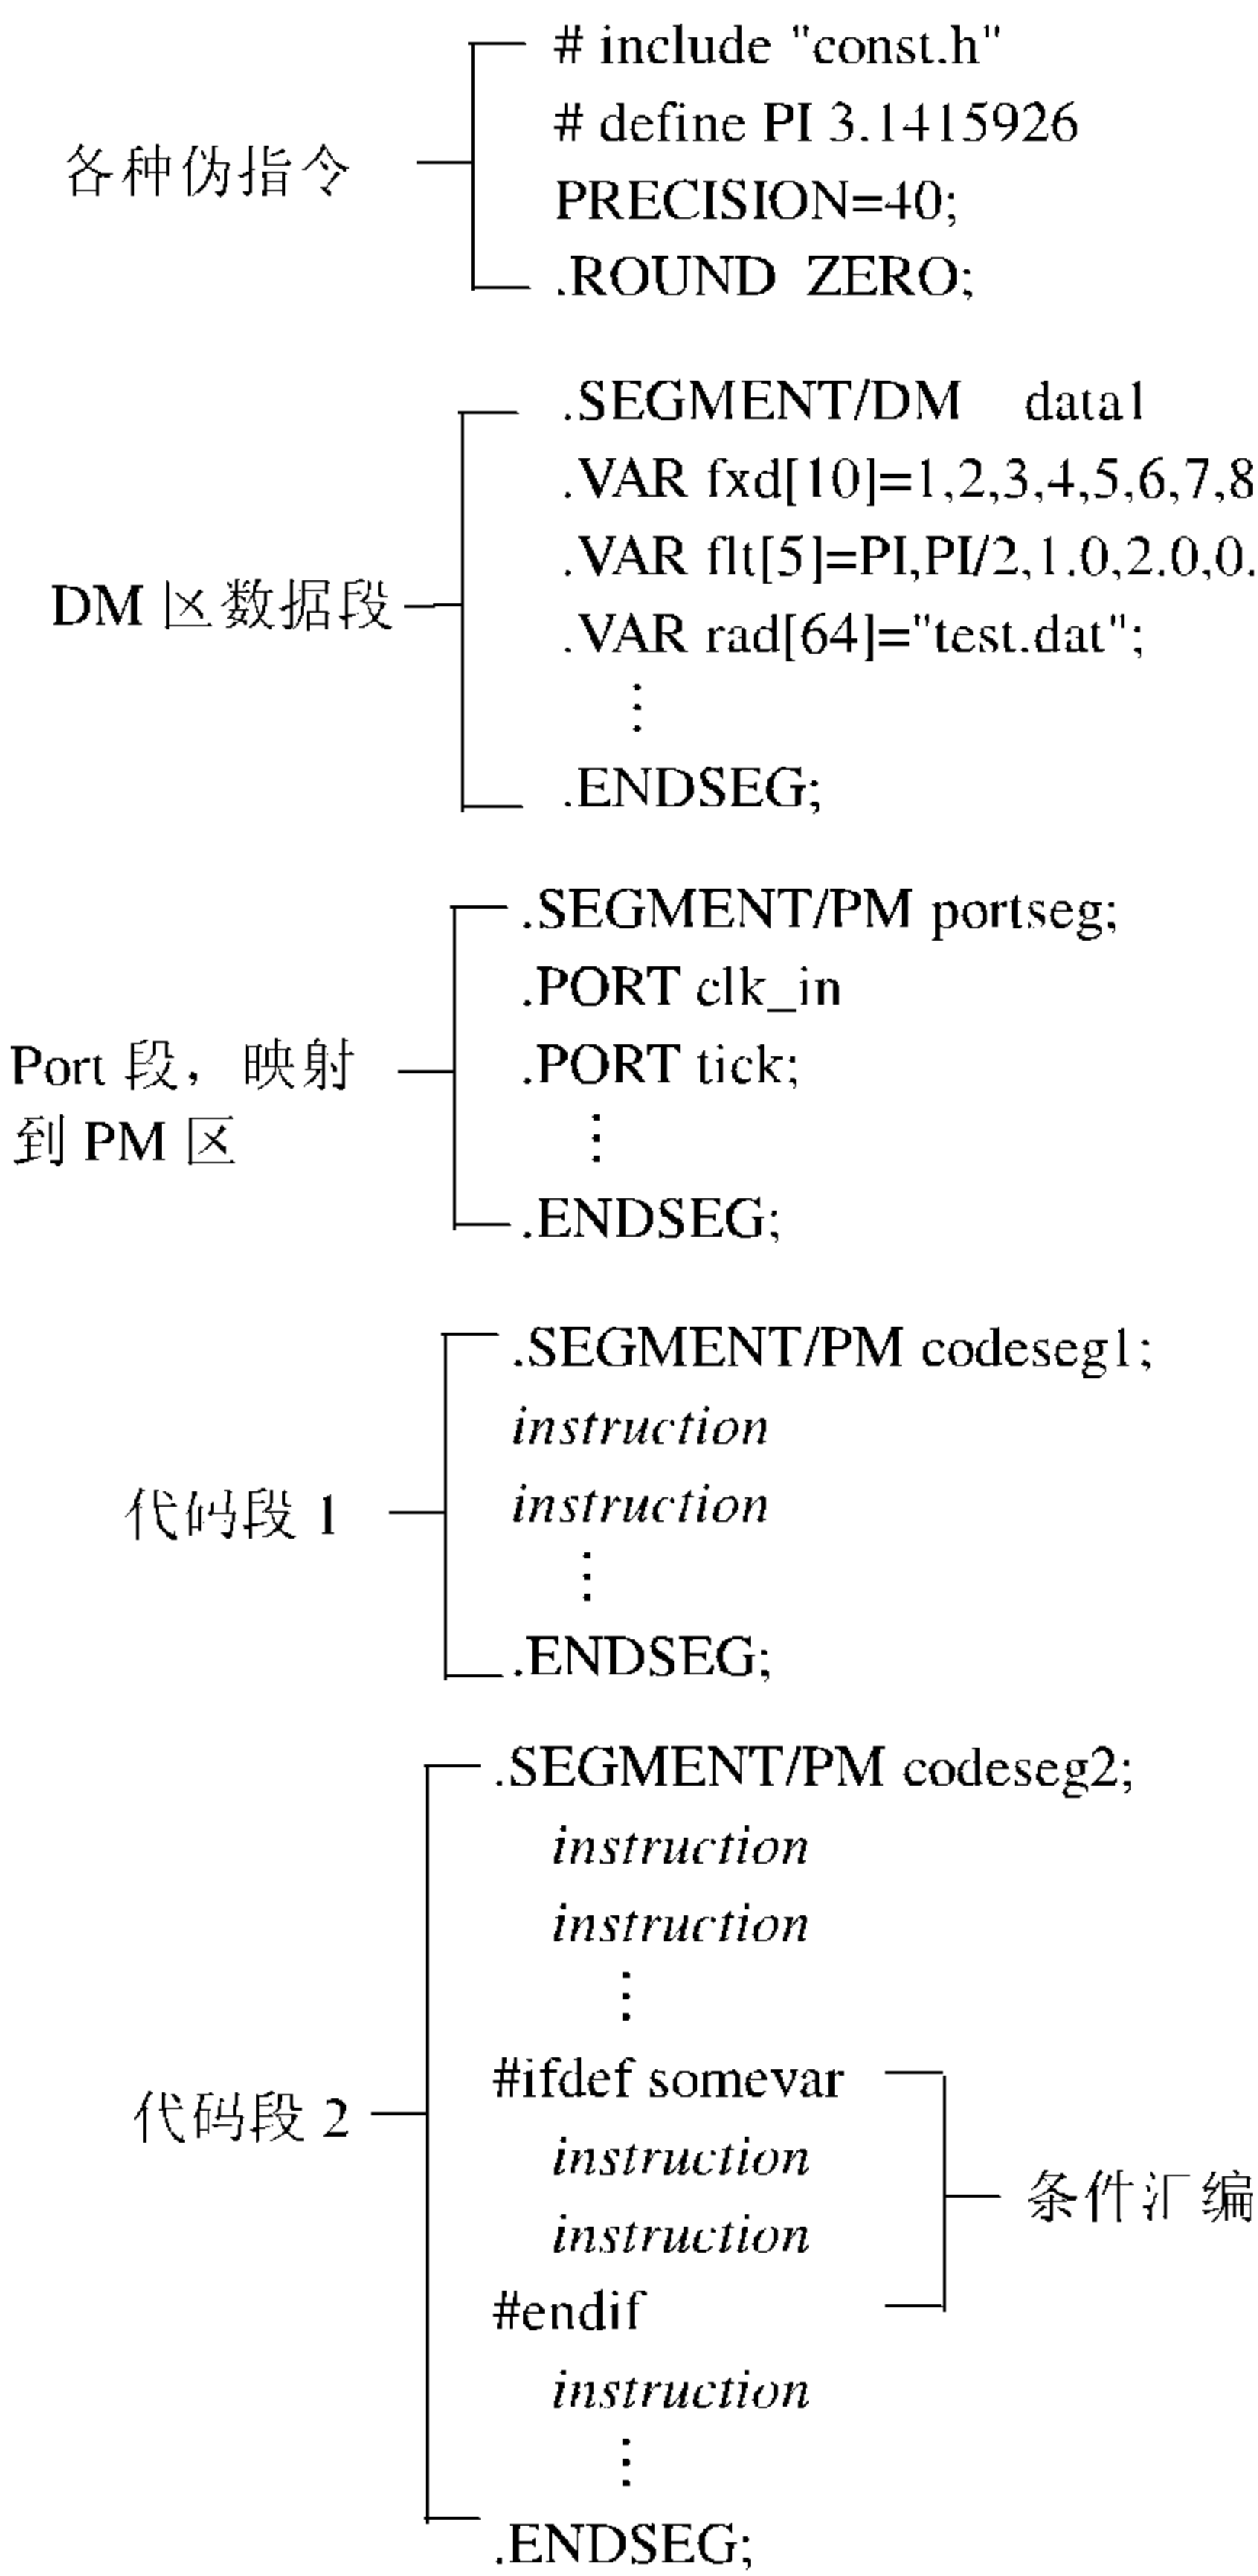 # include "const.h"
# define PI 3.1415926
各种伪指令
PRECISION=40;
.ROUND ZERO;
.SEGMENT/DM data1
.VAR fxd[10]=1,2,3,4,5,6,7,8
.VAR flt[5]=PI,PI/2,1.0,2.0,0.
DM 区数据段
.VAR rad[64]="test.dat";
⋮
.ENDSEG;
.SEGMENT/PM portseg;
.PORT clk_in
Port 段，映射
到 PM 区
.PORT tick;
⋮
.ENDSEG;
.SEGMENT/PM codeseg1;
instruction
代码段 1
instruction
⋮
.ENDSEG;
.SEGMENT/PM codeseg2;
instruction
instruction
⋮
#ifdef somevar
代码段 2
instruction
条件汇编
instruction
#endif
instruction
⋮
.ENDSEG;